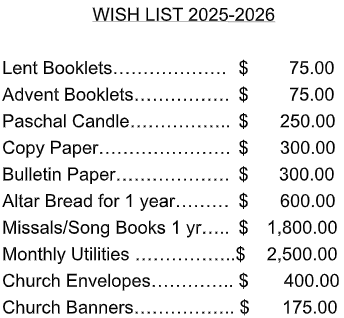 WISH LIST 2025-2026
Lent Booklets………………… $ 75.00
Advent Booklets…………… $ 75.00
Paschal Candle…………….. $ 250.00
Copy Paper………………… $ 300.00
Bulletin Paper……………… $ 300.00
Altar Bread for 1 year……… $ 600.00
Missals/Song Books 1 yr….. $ 1,800.00
Monthly Utilities ……………..$ 2,500.00
Church Envelopes………….. $ 400.00
Church Banners…………….. $ 175.00